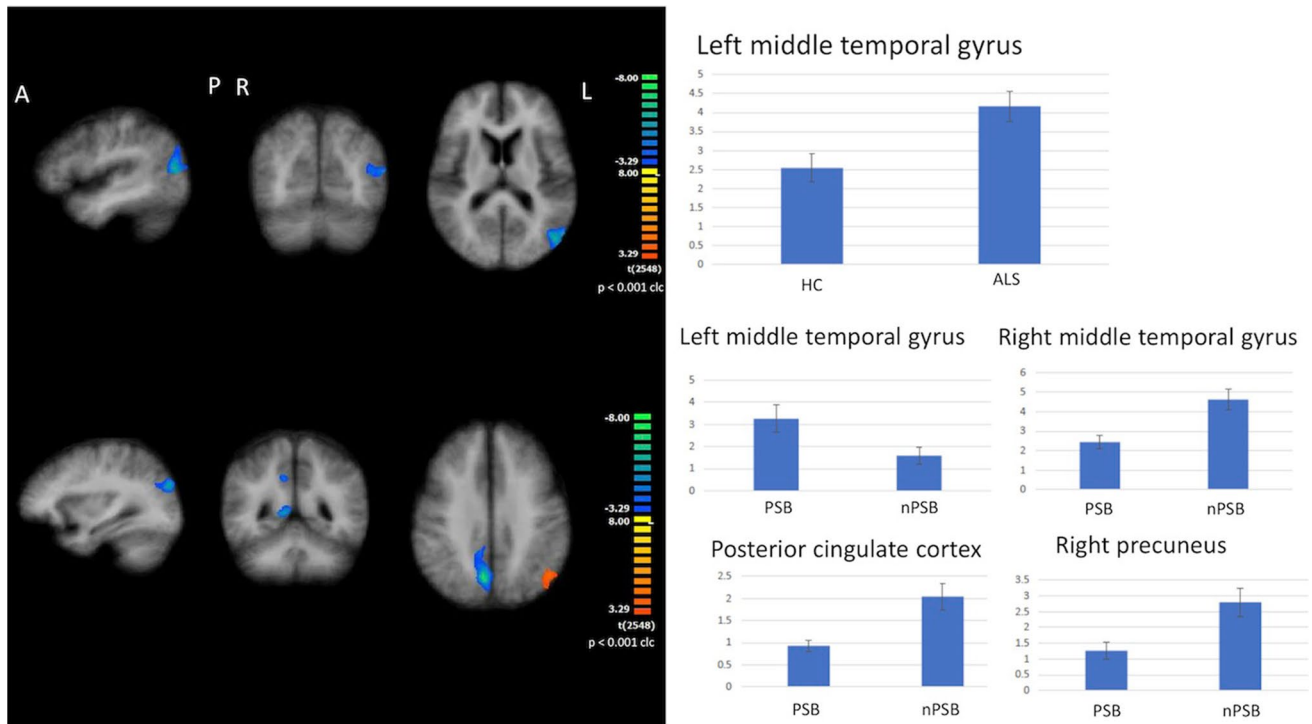 A
P R
L
-8.00
-3.29
8.00
3.29
t(2548)
p < 0.001 clc
-8.00
-3.29
8.00
3.29
t(2548)
p < 0.001 clc
Left middle temporal gyrus
5
4.5
4
3.5
3
2.5
2
1.5
1
0.5
0
HC
ALS
Left middle temporal gyrus
5
4
3
2
1
0
PSB
nPSB
Right middle temporal gyrus
6
5
4
3
2
1
0
PSB
nPSB
Posterior cingulate cortex
2.5
2
1.5
1
0.5
0
PSB
nPSB
Right precuneus
3.5
3
2.5
2
1.5
1
0.5
0
PSB
nPSB